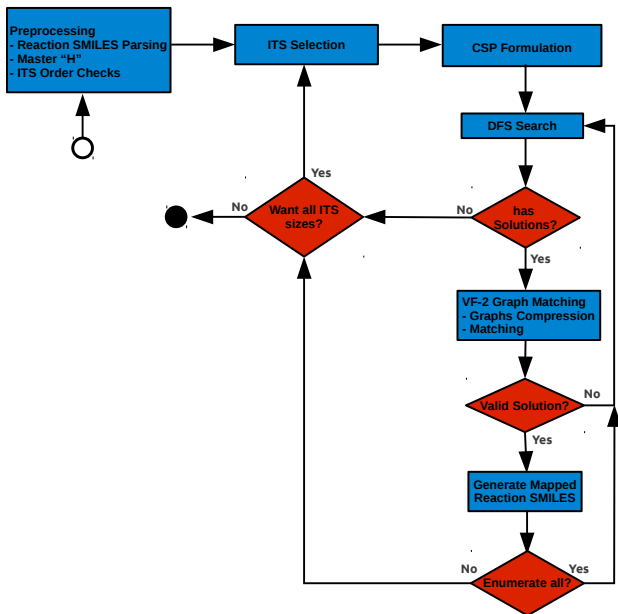 Preprocessing
- Reaction SMILES Parsing
- Master “H”
- ITS Order Checks
ITS Selection
CSP Formulation
DFS Search
Yes
No
Want all ITS
sizes?
No
has
Solutions?
Yes
VF-2 Graph Matching
- Graphs Compression
- Matching
Valid Solution?
No
Yes
Generate Mapped
Reaction SMILES
No
Enumerate all?
Yes